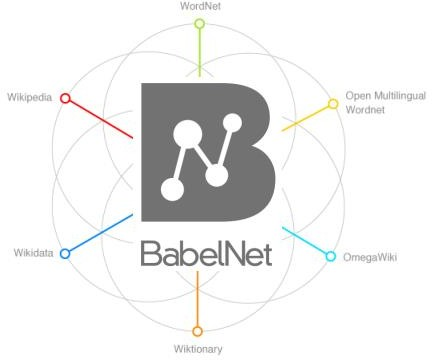 WordNet
Wikipedia
Open Multilingual
Wordnet
BabelNet
Wikidata
OmegaWiki
Wiktionary